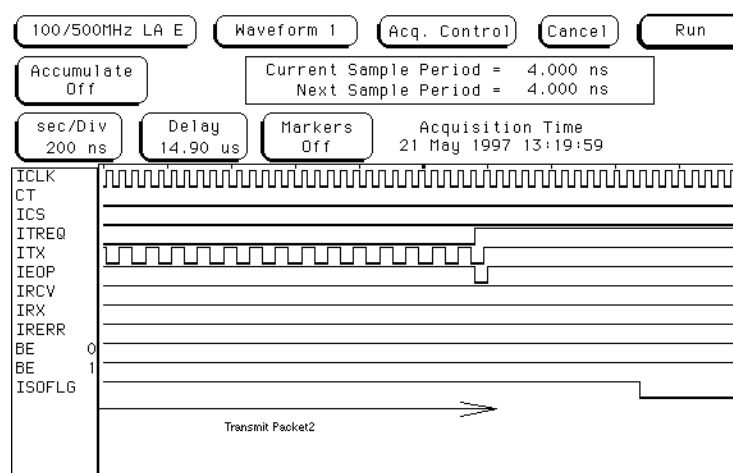 100/500MHz LA E Waveform 1 Acq. Control Cancel Run
Accumulate Off
Current Sample Period = 4.000 ns
Next Sample Period = 4.000 ns
sec/Div 200 ns
Delay 14.90 us
Markers Off
Acquisition Time
21 May 1997 13:19:59
ICLK
CT
ICS
ITREQ
ITX
IEOP
IRCV
IRX
IRERR
BE 0
BE 1
ISOFLG
Transmit Packet2